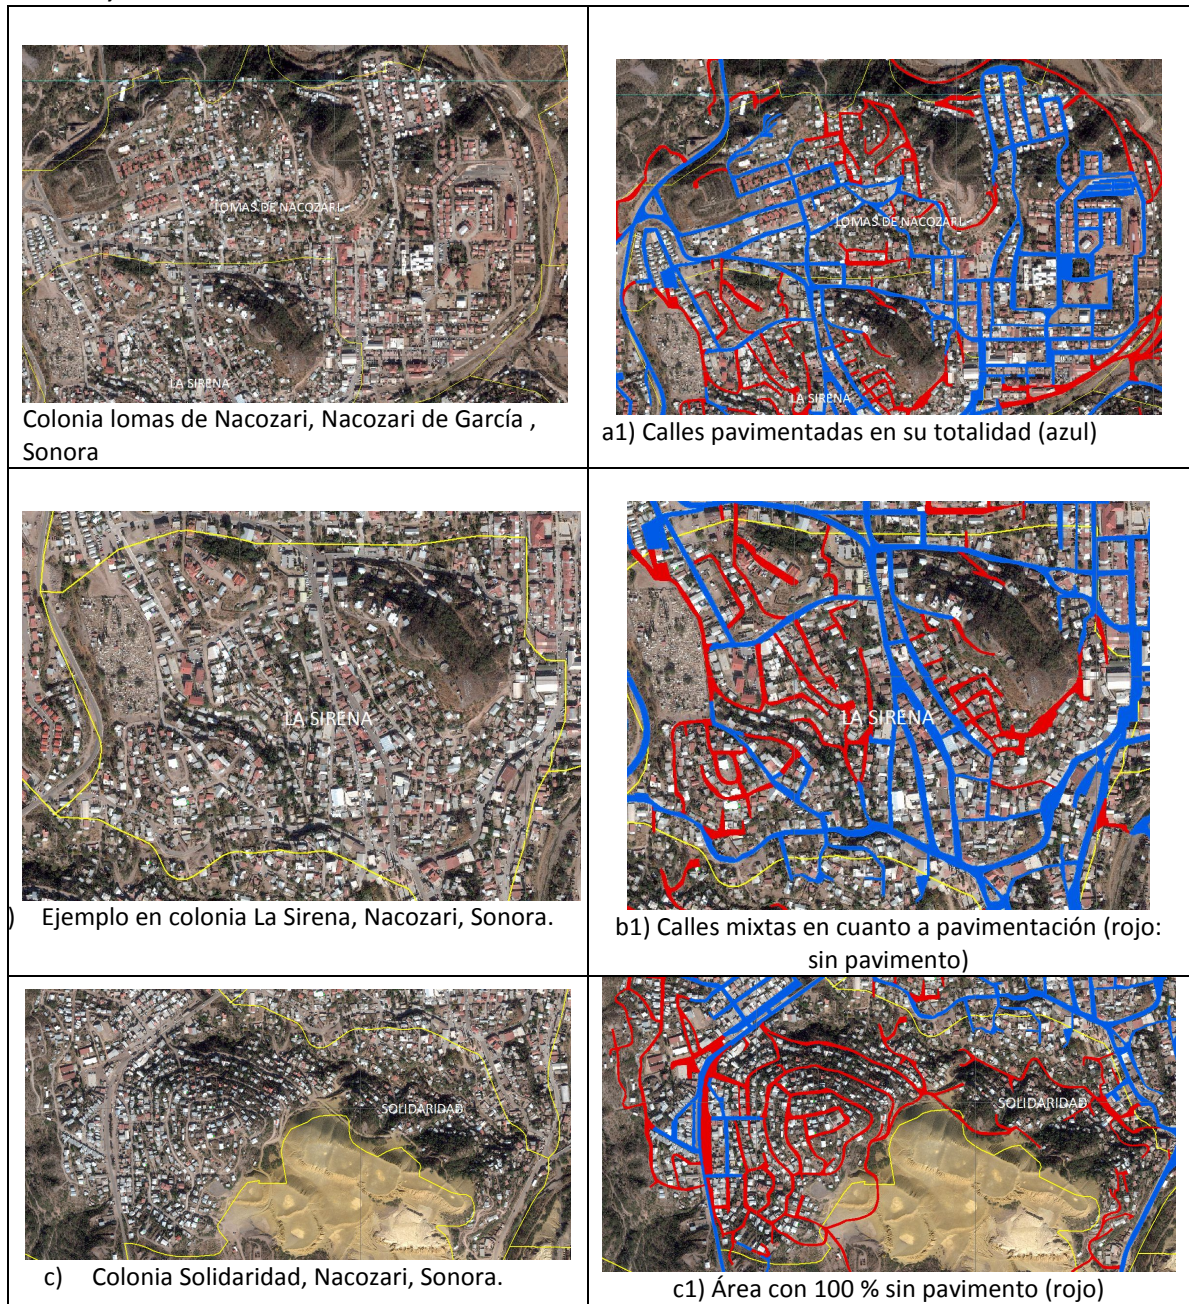 LOMAS DE NACOZARI
LA SIRENA
Colonia lomas de Nacozari, Nacozari de García ,
Sonora
LOMAS DE NACOZARI
LA SIRENA
a1) Calles pavimentadas en su totalidad (azul)
LA SIRENA
) Ejemplo en colonia La Sirena, Nacozari, Sonora.
LA SIRENA
b1) Calles mixtas en cuanto a pavimentación (rojo:
sin pavimento)
SOLIDARIDAD
c) Colonia Solidaridad, Nacozari, Sonora.
SOLIDARIDAD
c1) Área con 100 % sin pavimento (rojo)